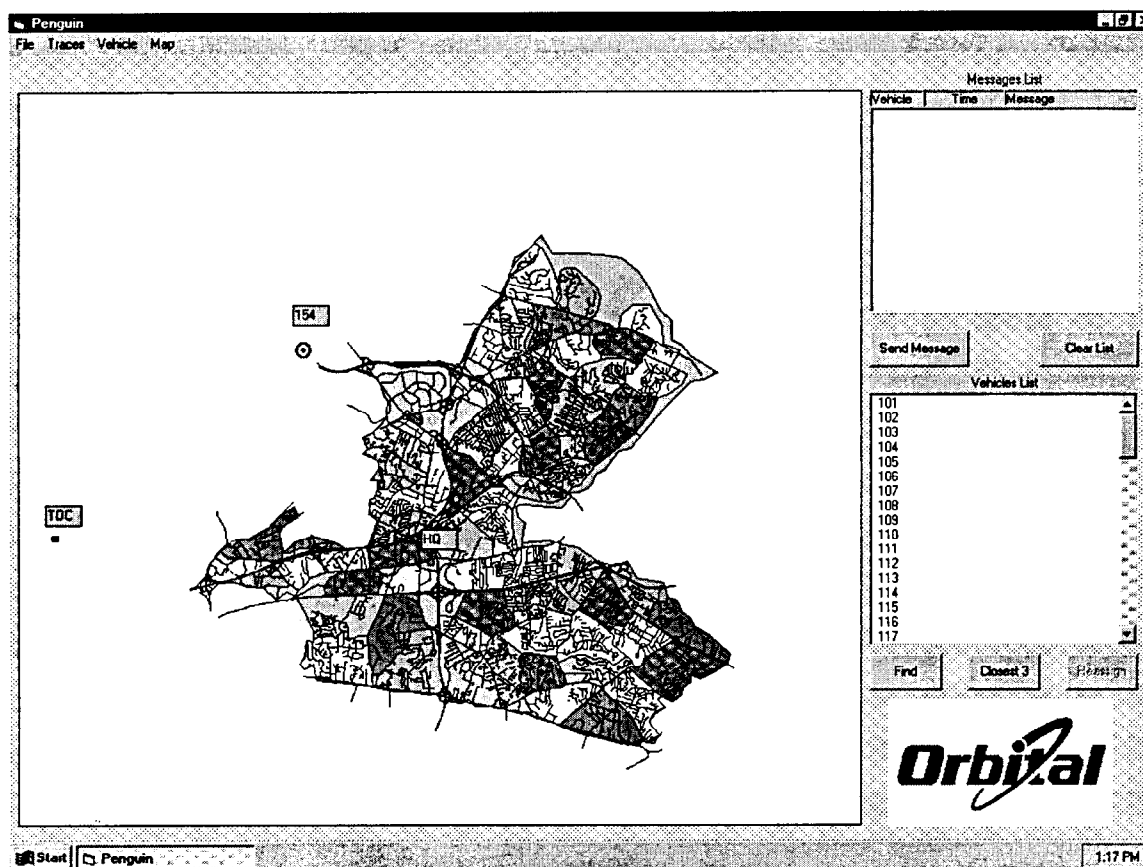 Penguin
File Traces Vehicle Map
Messages List
Vehicle Time Message
154
Send Message Clear List
Vehicles List
101
102
103
104
105
106
107
108
109
110
111
112
113
114
115
116
117
TOC
HQ
Find Closest 3 Reassign
Orbital
Start Penguin 1:17 PM